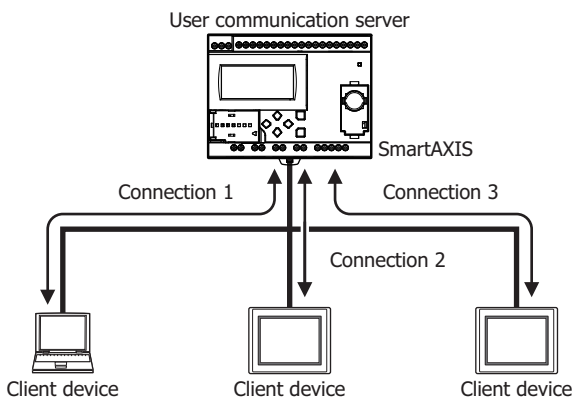 User communication server
SmartAXIS
Connection 1
Connection 3
Connection 2
Client device
Client device
Client device